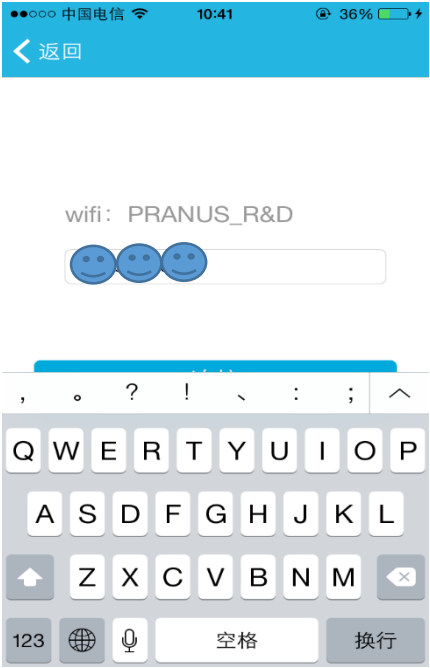 中国电信 10:41 36%
返回
wifi：PRANUS_R&D
， 。 ? ! 、 : ;
Q W E R T Y U I O P
A S D F G H J K L
Z X C V B N M
123 空格 换行